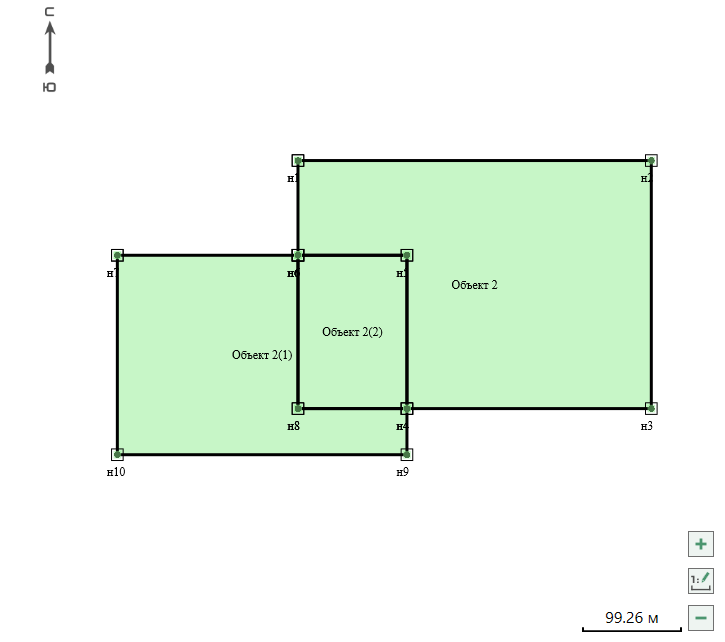 С
Ю
н1
н2
н7
н6
н5
Объект 2
Объект 2(2)
Объект 2(1)
н8
н4
н3
н10
н9
1:
99.26 м